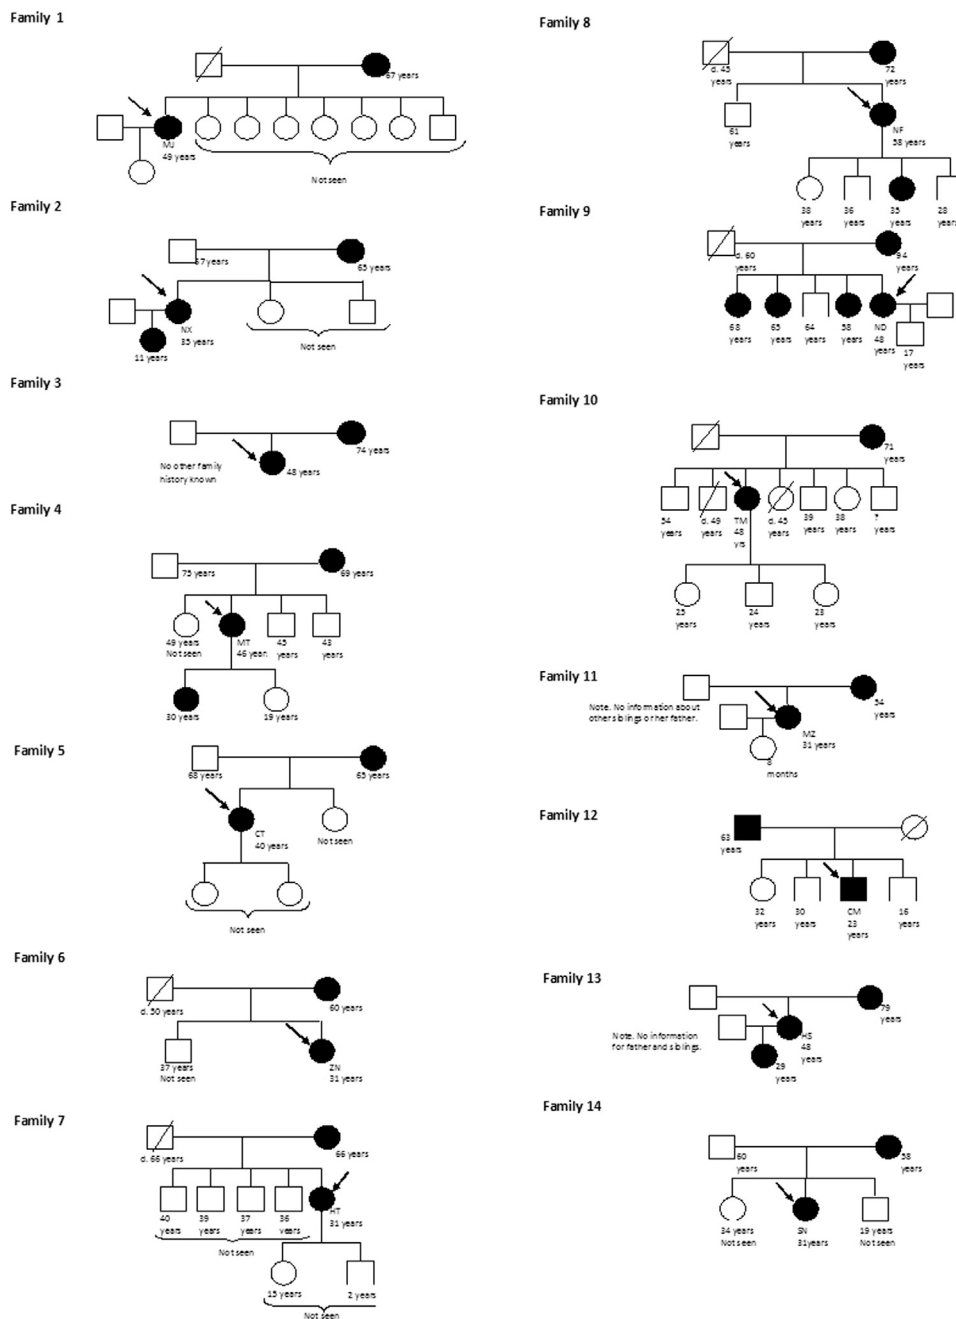 Family 1
67 years
MJ
49 years
Not seen
Family 2
67 years
65 years
NX
35 years
11 years
Not seen
Family 3
74 years
48 years
No other family
history known
Family 4
75 years
69 years
49 years
Not seen
MT
46 year
45
years
43
years
30 years
19 years
Family 5
68 years
65 years
CT
40 years
Not seen
Not seen
Family 6
d. 50 years
60 years
37 years
Not seen
ZN
31 years
Family 7
d. 66 years
66 years
40
years
39
years
37
years
36
years
HT
31 years
Not seen
15 years
2 years
Not seen
Family 8
d. 45
years
72
years
61
years
NF
58 years
38
years
36
years
35
years
28
years
Family 9
d. 60
years
94
years
68
years
65
years
64
years
58
years
ND
48
years
17
years
Family 10
71
years
54
years
d. 49
years
TM
48
yrs
d. 45
years
39
years
38
years
?
years
25
years
24
years
23
years
Family 11
54
years
Note. No information about
other siblings or her father.
MZ
31 years
8
months
Family 12
63
years
32
years
30
years
CM
23
years
16
years
Family 13
79
years
Note. No information
for father and siblings.
HS
48
years
29
years
Family 14
60
years
58
years
34 years
Not seen
SN
31years
19 years
Not seen